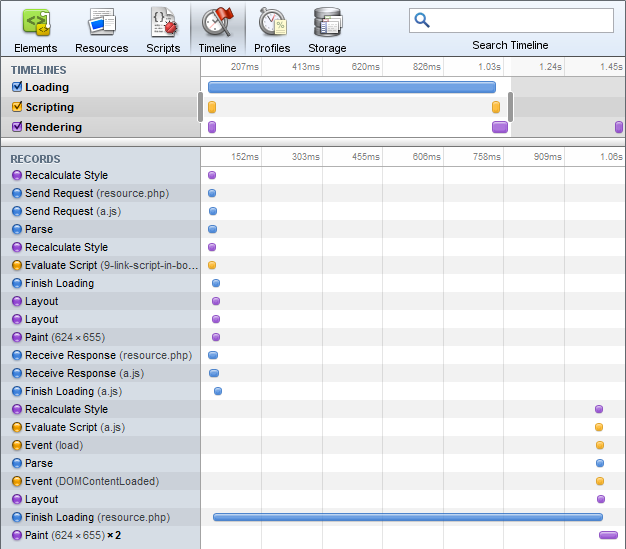 Elements Resources Scripts Timeline Profiles Storage Search Timeline
TIMELINES 207ms 413ms 620ms 826ms 1.03s 1.24s 1.45s
Loading
Scripting
Rendering
RECORDS 152ms 303ms 455ms 606ms 758ms 909ms 1.06s
Recalculate Style
Send Request (resource.php)
Send Request (a.js)
Parse
Recalculate Style
Evaluate Script (9-link-script-in-bo...
Finish Loading
Layout
Layout
Paint (624 × 655)
Receive Response (resource.php)
Receive Response (a.js)
Finish Loading (a.js)
Recalculate Style
Evaluate Script (a.js)
Event (load)
Parse
Event (DOMContentLoaded)
Layout
Finish Loading (resource.php)
Paint (624 × 655) × 2